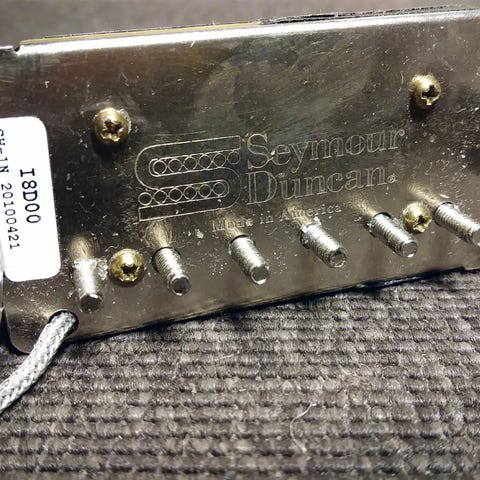 Seymour
Duncan®
Made in America
I8D00
SH-1N 20100421